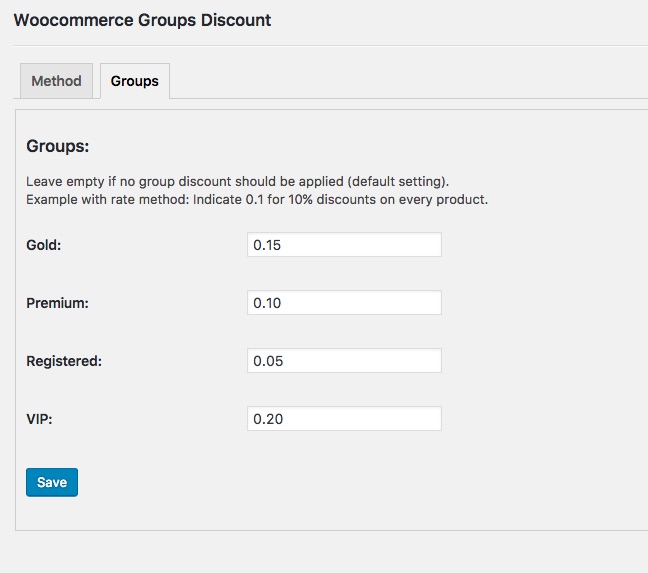 Woocommerce Groups Discount
Method Groups
Groups:
Leave empty if no group discount should be applied (default setting).
Example with rate method: Indicate 0.1 for 10% discounts on every product.
Gold: 0.15
Premium: 0.10
Registered: 0.05
VIP: 0.20
Save